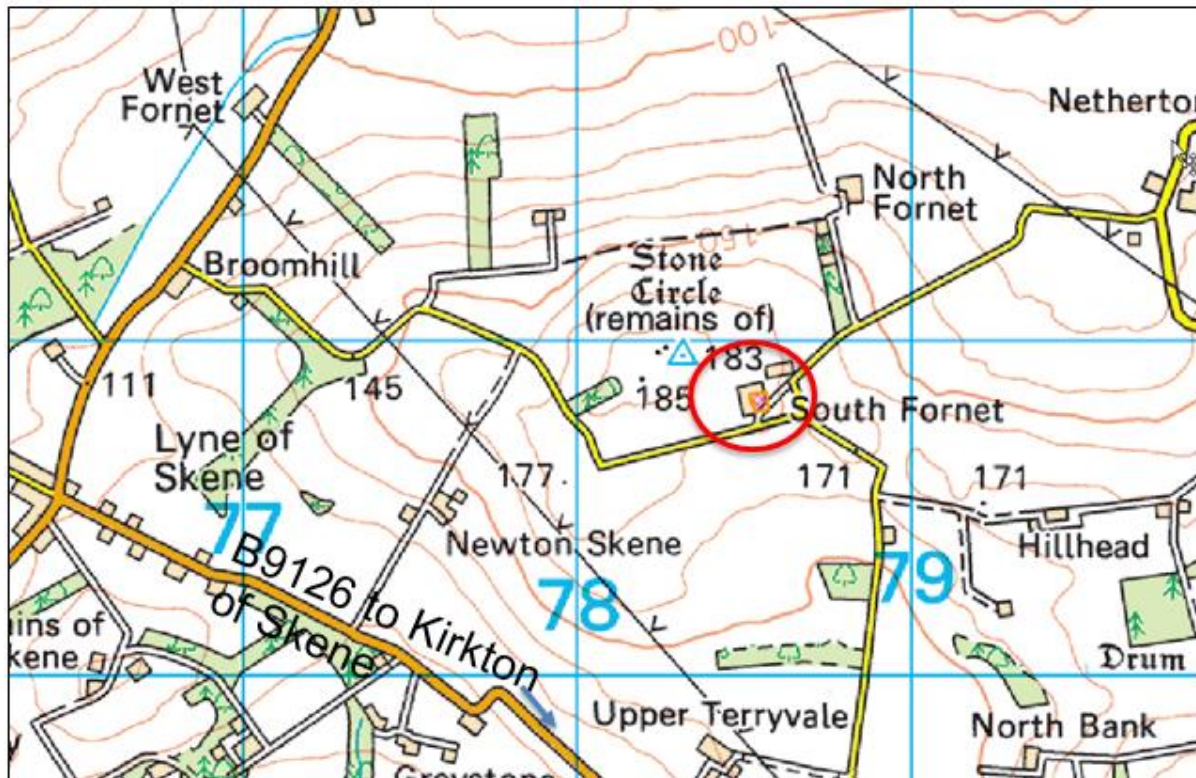 100
West
Fornet
Netherton
North
Fornet
150
Broomhill
Stone
Circle
(remains of)
183
111
145
185
South Fornet
Lyne of
Skene
177
171
171
77
Newton Skene
Hillhead
B9126 to Kirkton
of Skene
78
79
Drum
Upper Terryvale
North Bank